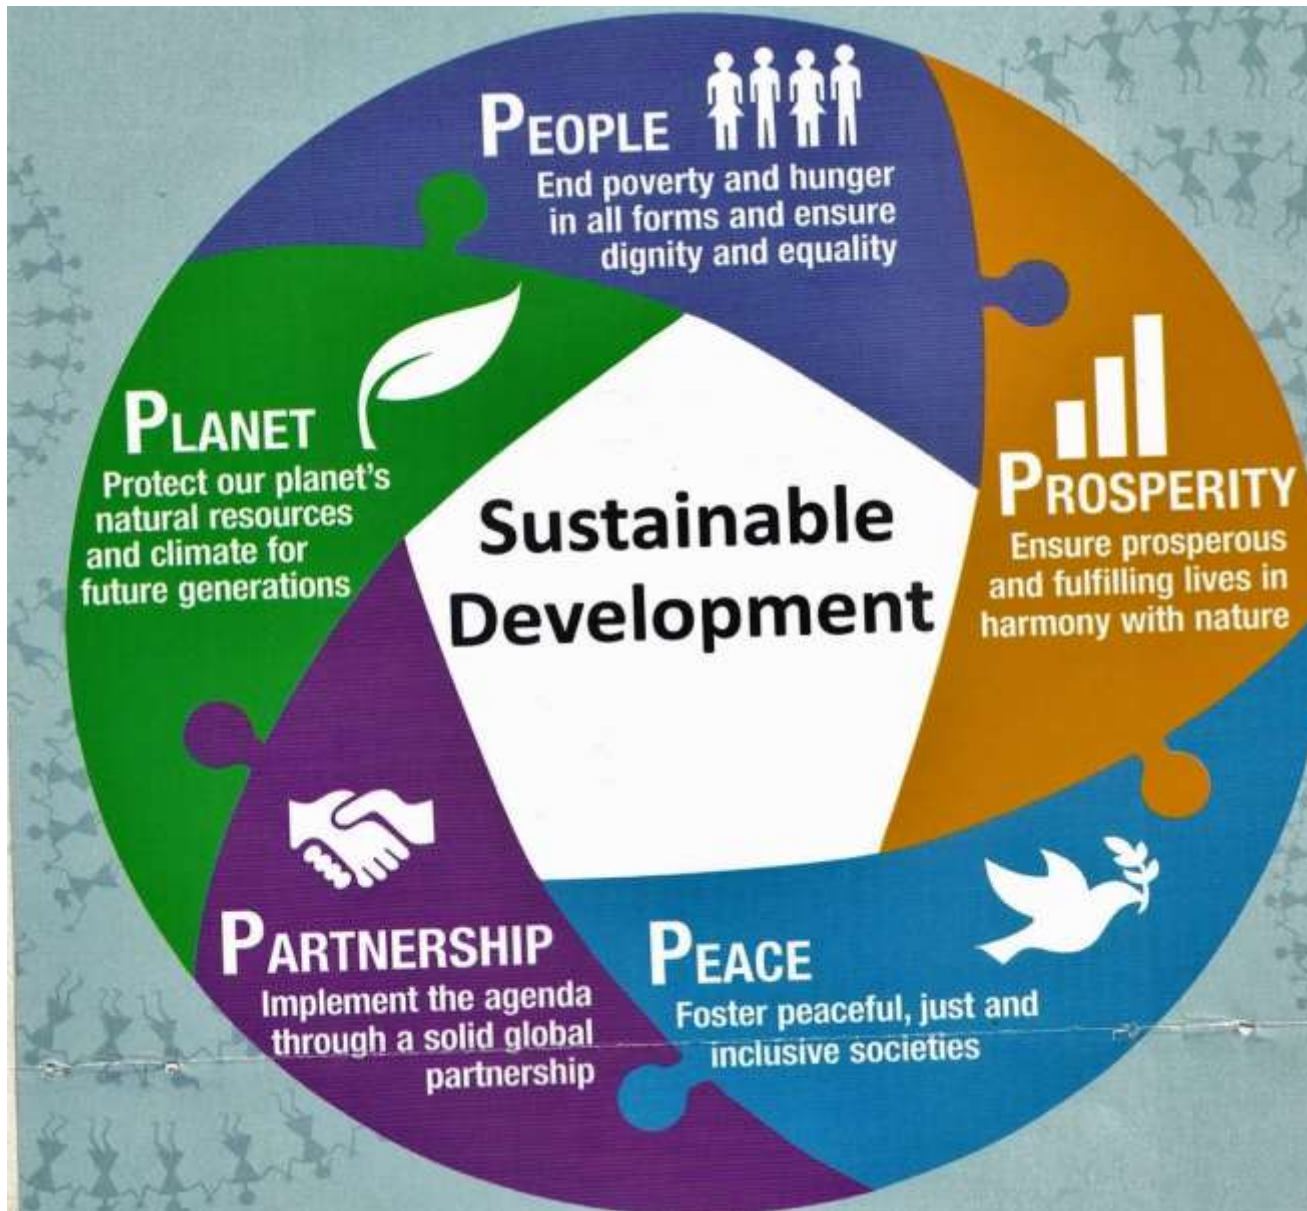 PEOPLE
End poverty and hunger
in all forms and ensure
dignity and equality
PROSPERITY
Ensure prosperous
and fulfilling lives in
harmony with nature
PEACE
Foster peaceful, just and
inclusive societies
PARTNERSHIP
Implement the agenda
through a solid global
partnership
PLANET
Protect our planet's
natural resources
and climate for
future generations
Sustainable
Development